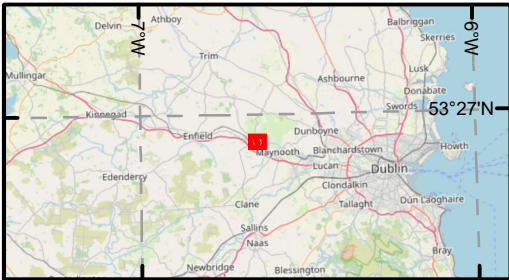 Balbriggan
Delvin
Athboy
Skerries
7°W
6°W
Trim
Lusk
Mullingar
Ashbourne
Donabate
Swords
53°27'N
Kinnegad
Dunboyne
Enfield
Howth
Maynooth
Blanchardstown
Lucan
Dublin
Edenderry
Clondalkin
Clane
Tallaght
Dún Laoghaire
Sallins
Naas
Bray
Newbridge
Blessington